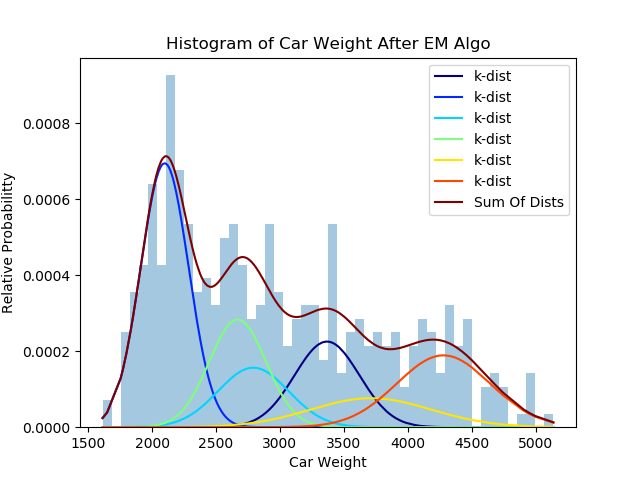 Histogram of Car Weight After EM Algo
k-dist
k-dist
k-dist
k-dist
k-dist
k-dist
Sum Of Dists
Relative Probabilitty
0.0008
0.0006
0.0004
0.0002
0.0000
1500 2000 2500 3000 3500 4000 4500 5000
Car Weight